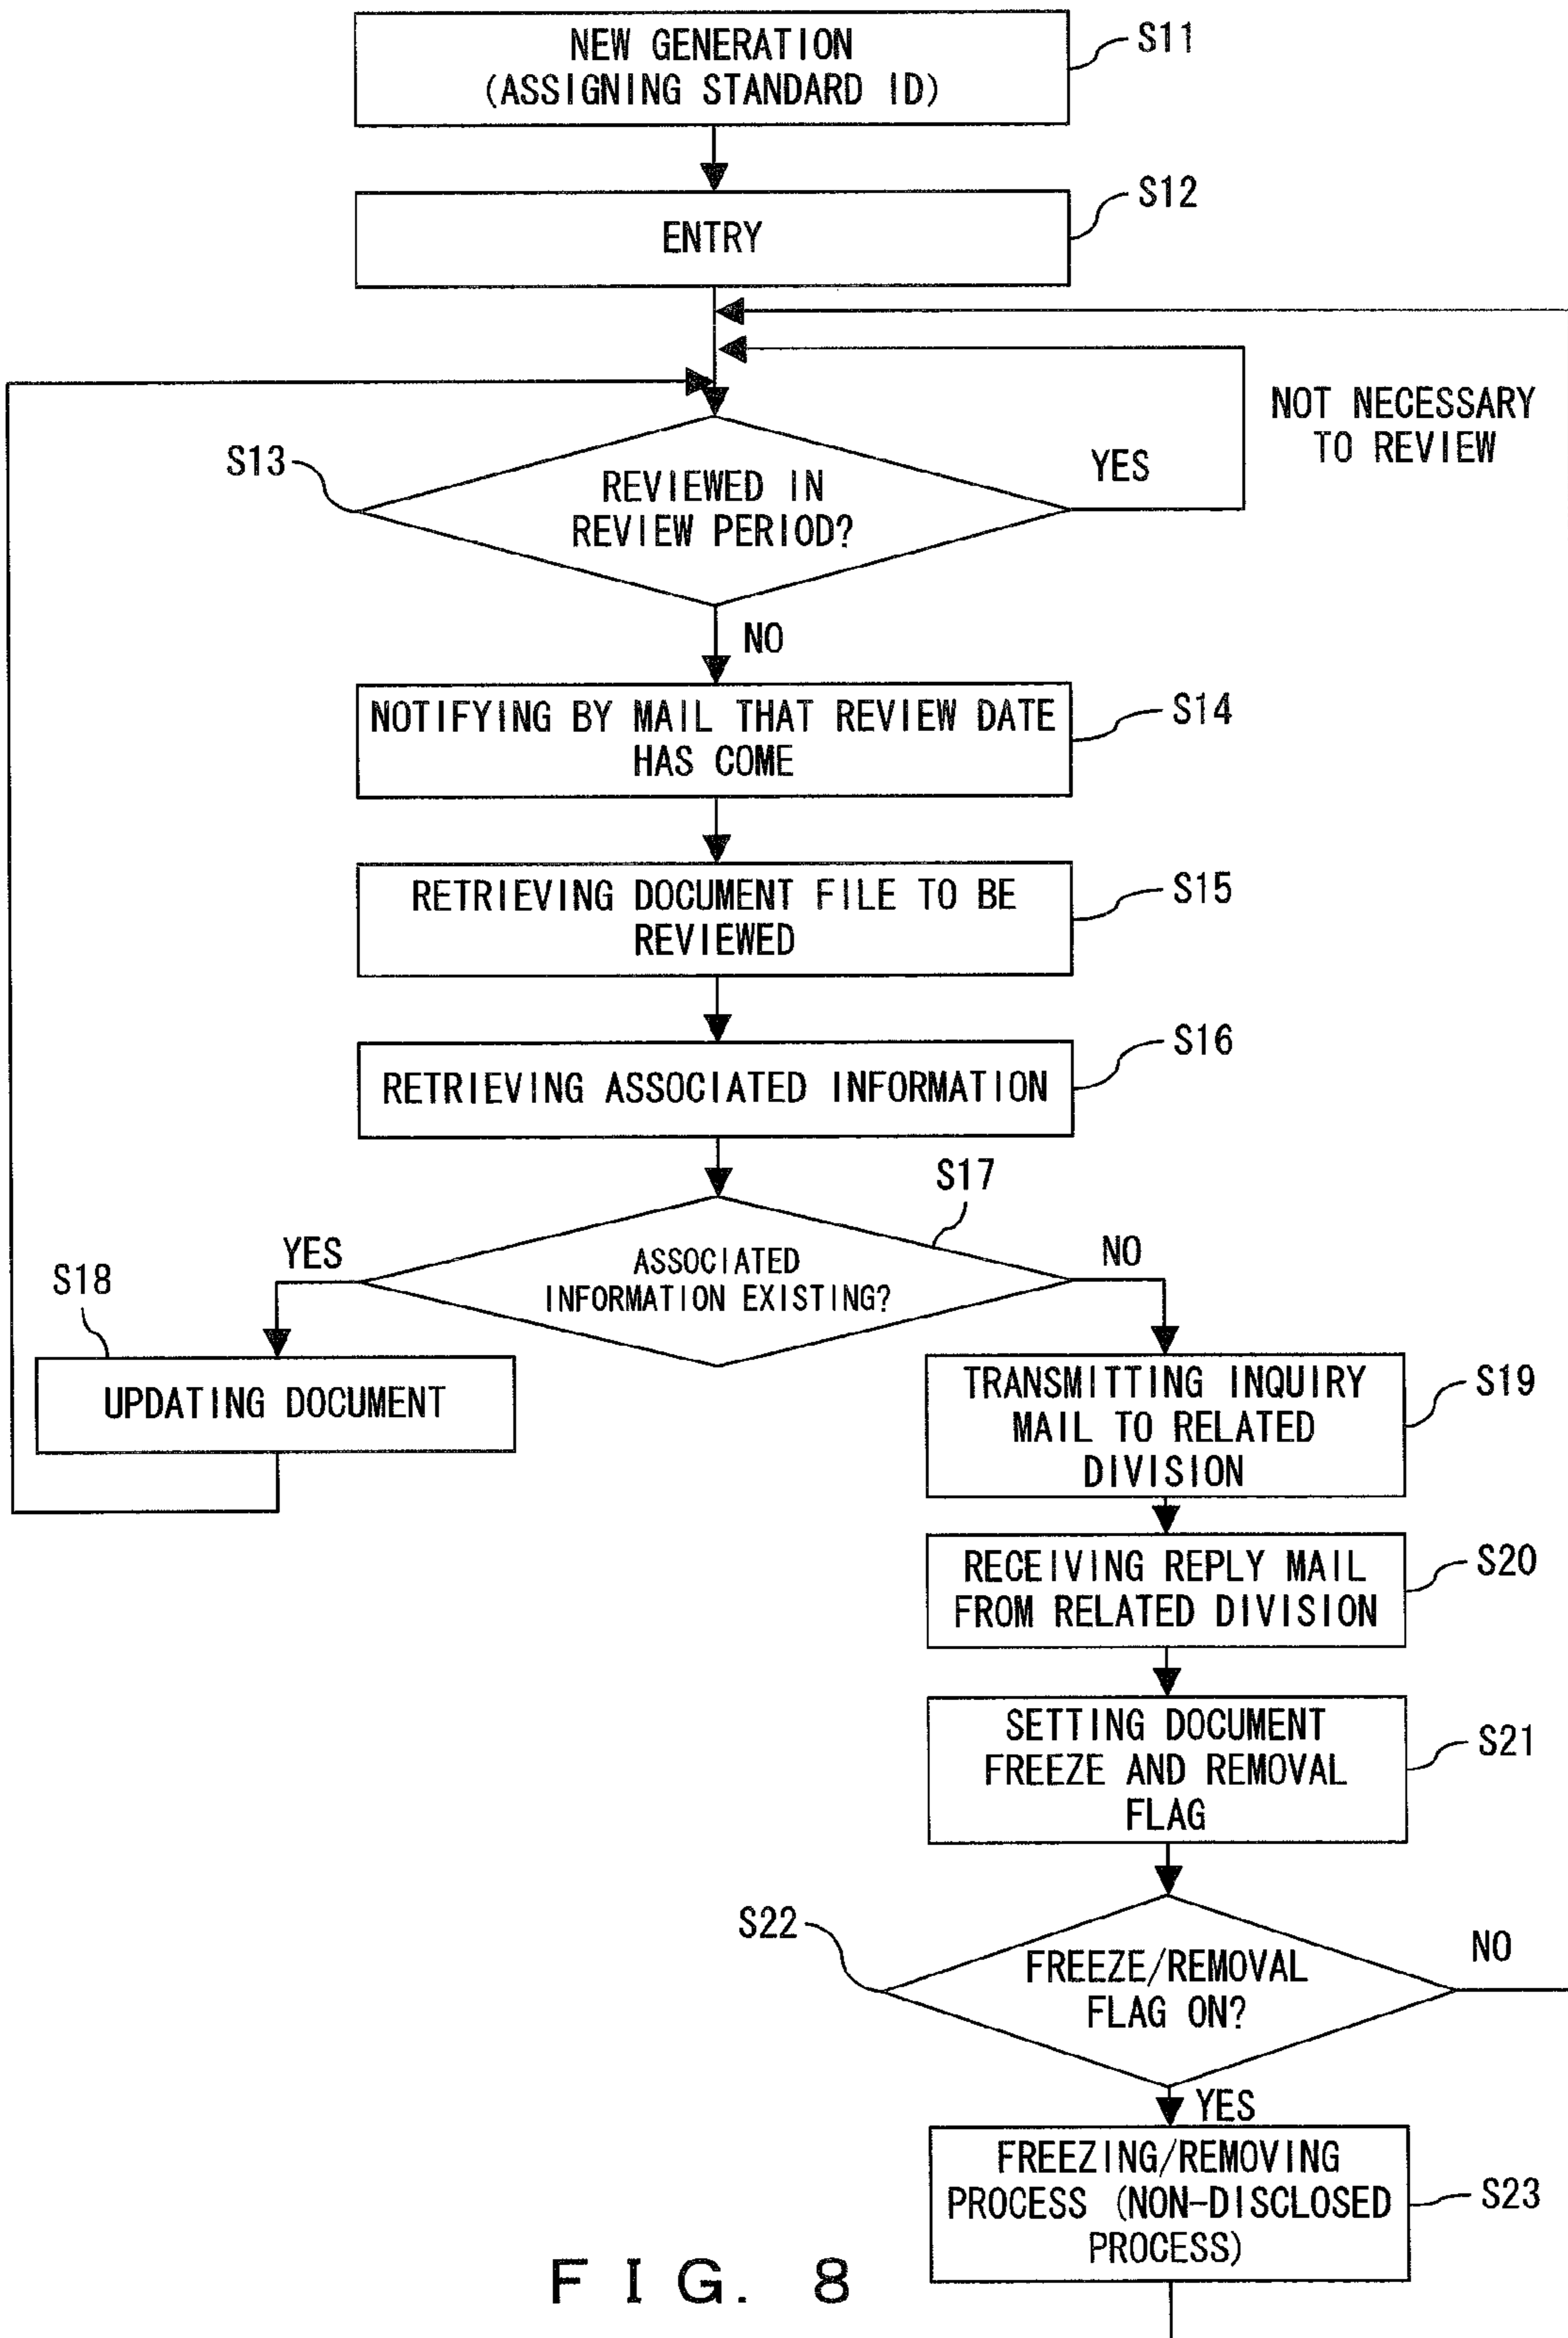 NEW GENERATION
(ASSIGNING STANDARD ID)
S11
ENTRY
S12
NOT NECESSARY
TO REVIEW
S13
REVIEWED IN
REVIEW PERIOD?
YES
NO
NOTIFYING BY MAIL THAT REVIEW DATE
HAS COME
S14
RETRIEVING DOCUMENT FILE TO BE
REVIEWED
S15
RETRIEVING ASSOCIATED INFORMATION
S16
S17
ASSOCIATED
INFORMATION EXISTING?
YES
NO
S18
UPDATING DOCUMENT
TRANSMITTING INQUIRY
MAIL TO RELATED
DIVISION
S19
RECEIVING REPLY MAIL
FROM RELATED DIVISION
S20
SETTING DOCUMENT
FREEZE AND REMOVAL
FLAG
S21
S22
FREEZE/REMOVAL
FLAG ON?
NO
YES
FREEZING/REMOVING
PROCESS (NON-DISCLOSED
PROCESS)
S23
FIG. 8